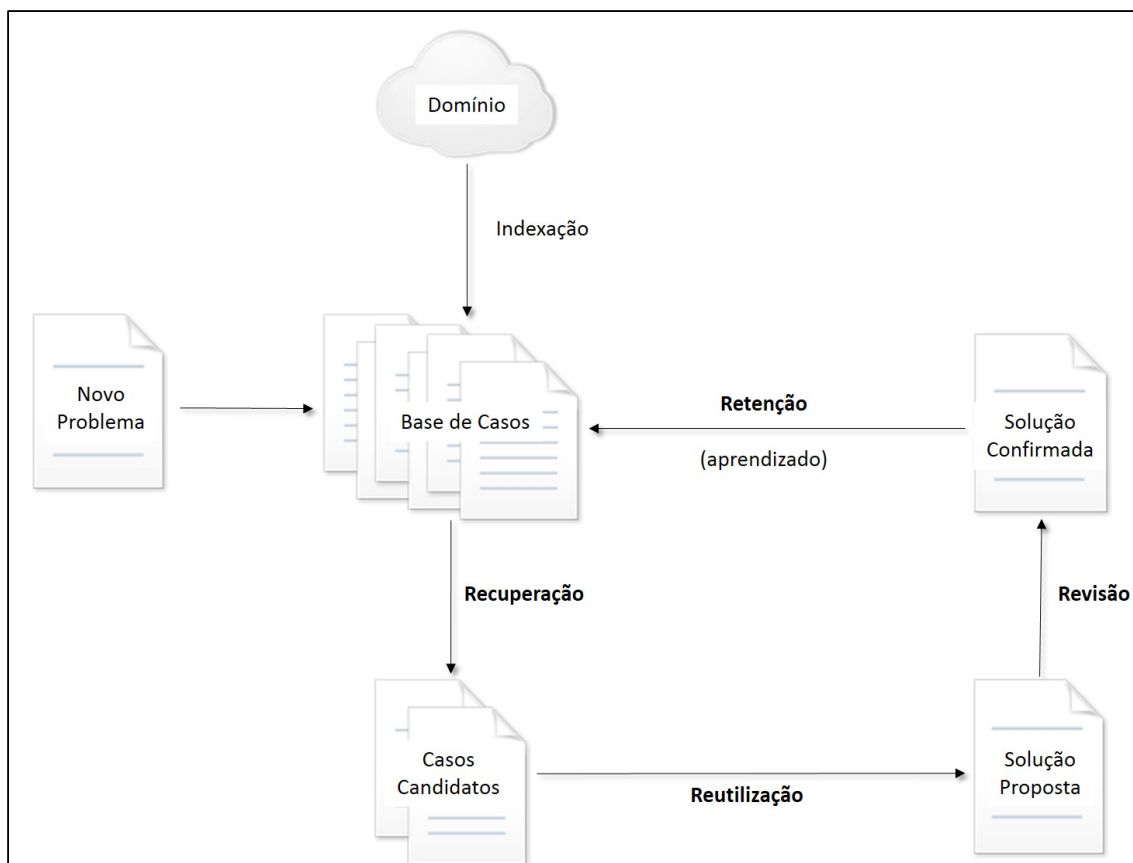 Domínio
Indexação
Novo
Problema
Base de Casos
Retenção
(aprendizado)
Solução
Confirmada
Recuperação
Revisão
Casos
Candidatos
Reutilização
Solução
Proposta